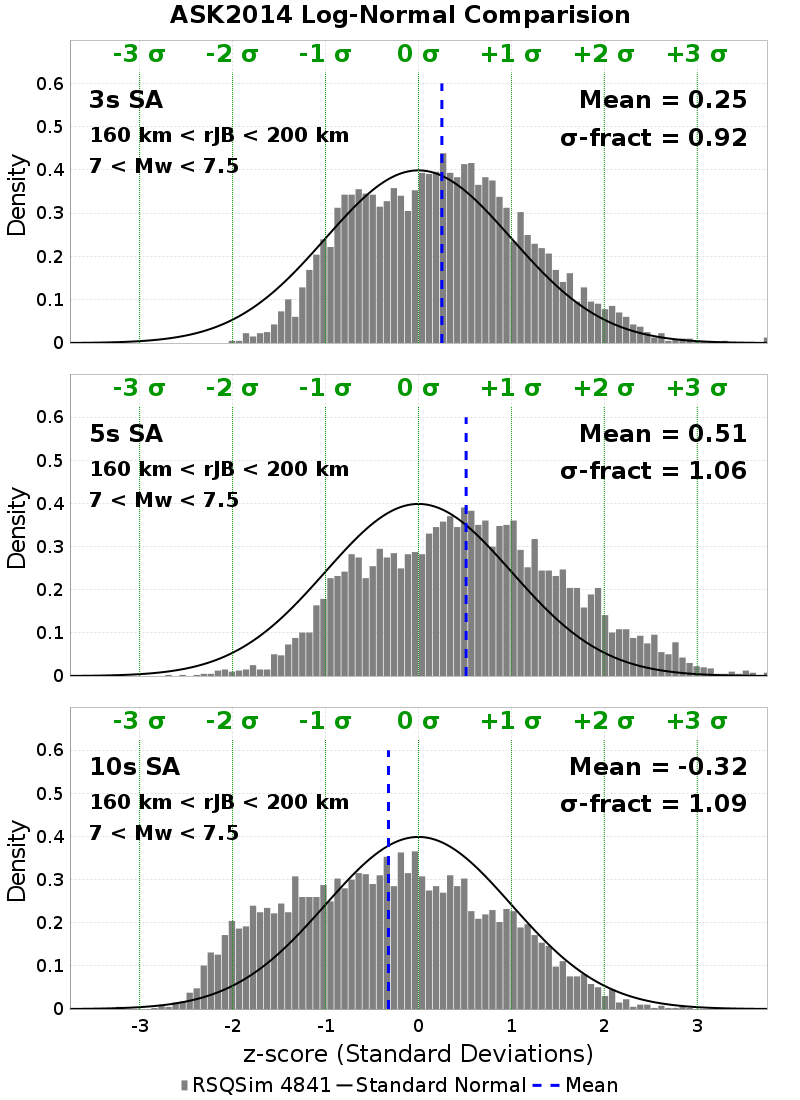 ASK2014 Log-Normal Comparision
-3 σ -2 σ -1 σ 0 σ +1 σ +2 σ +3 σ
0.6
3s SA Mean = 0.25
0.5
160 km < rJB < 200 km σ-fract = 0.92
7 < Mw < 7.5
0.4
0.3
0.2
0.1
0
Density
-3 σ -2 σ -1 σ 0 σ +1 σ +2 σ +3 σ
0.6
5s SA Mean = 0.51
0.5
160 km < rJB < 200 km σ-fract = 1.06
7 < Mw < 7.5
0.4
0.3
0.2
0.1
0
Density
-3 σ -2 σ -1 σ 0 σ +1 σ +2 σ +3 σ
0.6
10s SA Mean = -0.32
0.5
160 km < rJB < 200 km σ-fract = 1.09
7 < Mw < 7.5
0.4
0.3
0.2
0.1
0
Density
-3 -2 -1 0 1 2 3
z-score (Standard Deviations)
RSQSim 4841 Standard Normal Mean